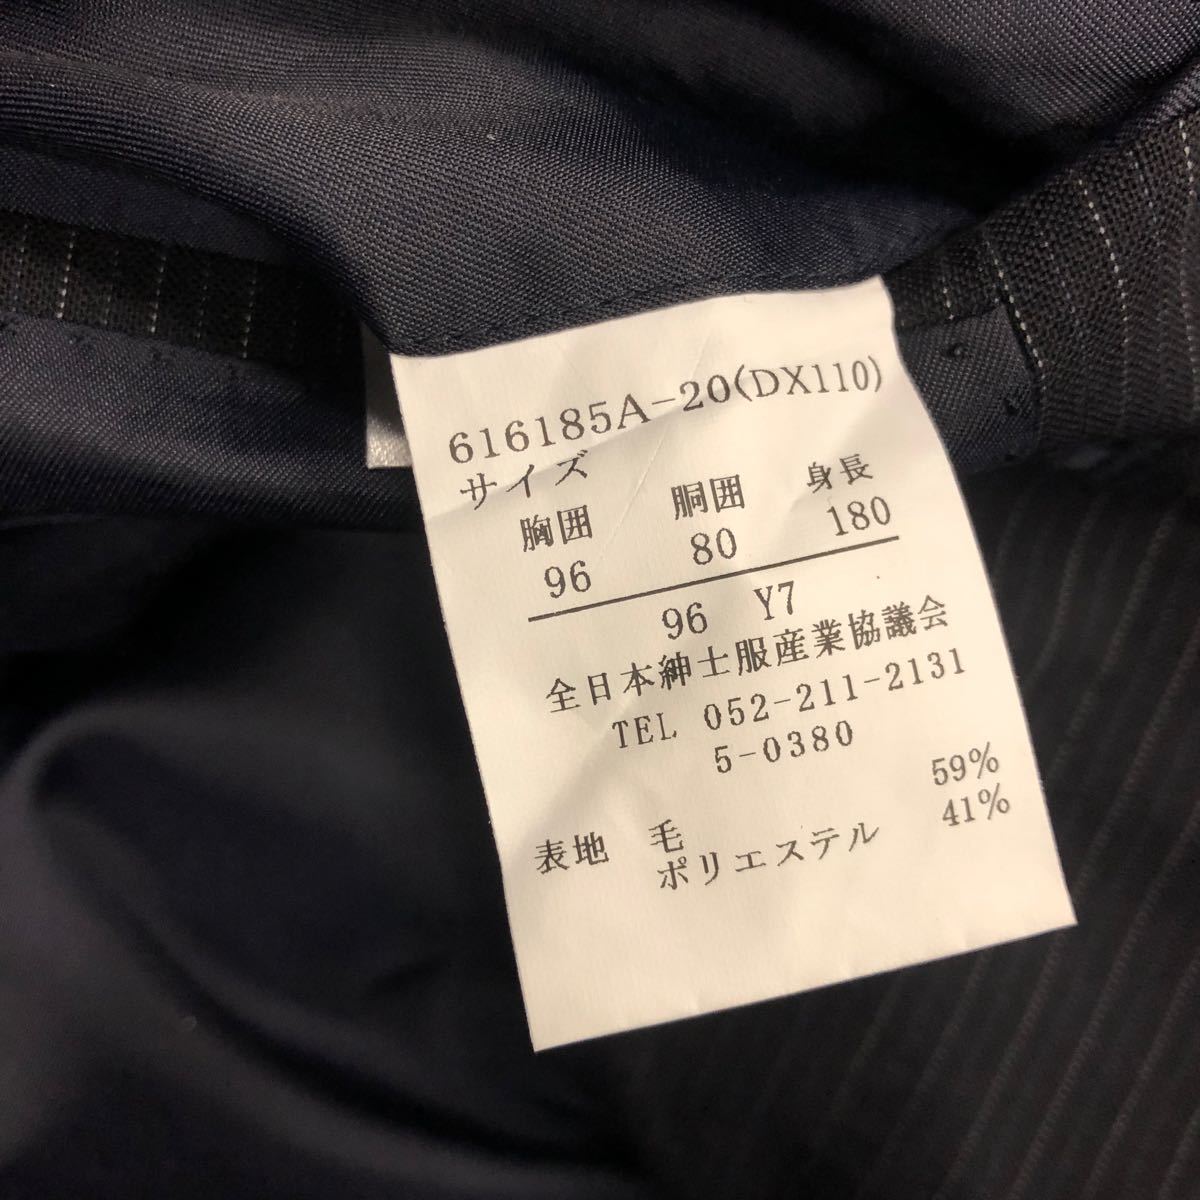 616185A-20(DX110)
サイズ
胸囲 胴囲 身長
96 80 180
96 Y7
全日本紳士服産業協議会
TEL 052-211-2131
5-0380
表地 毛 59%
ポリエステル 41%